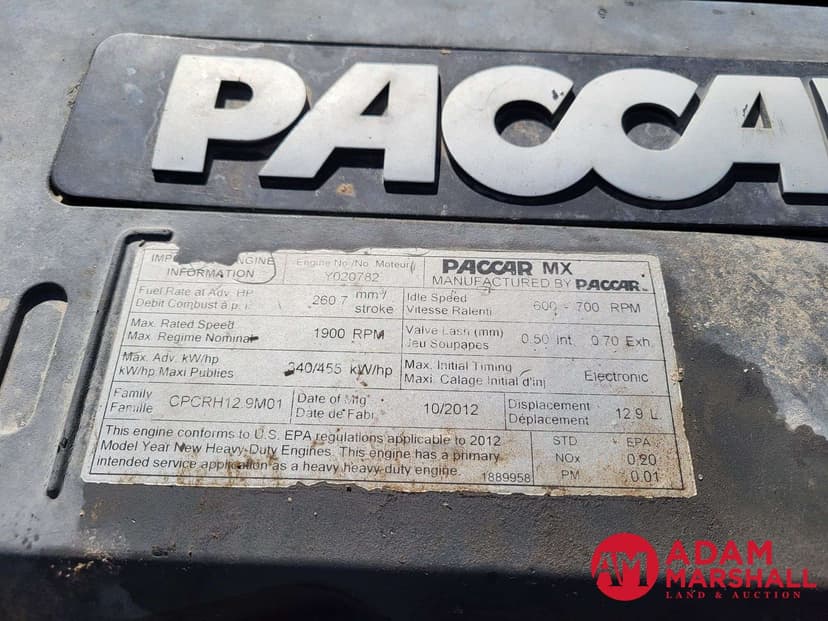 PACCAR
ENGINE
INFORMATION
Engine No/No. Moteur
Y020782
PACCAR MX
MANUFACTURED BY PACCAR
Fuel Rate at Adv. HP
Debit Combust à p.
260.7 mm³/stroke
Idle Speed
Vitesse Ralenti
600 - 700 RPM
Max. Rated Speed
Max. Regime Nominal
1900 RPM
Valve Lash (mm)
Jeu Soupapes
0.50 Int. 0.70 Exh.
Max. Adv. kW/hp
kW/hp Maxi Publies
340/455 kW/hp
Max. Initial Timing
Maxi. Calage Initial d'inj
Electronic
Family
Famille
CPCRH12.9M01
Date of Mfg
Date de Fabr
10/2012
Displacement
Déplacement
12.9 L
This engine conforms to U.S. EPA regulations applicable to 2012
Model Year New Heavy-Duty Engines. This engine has a primary
intended service application as a heavy heavy-duty engine.
1889958
STD EPA
NOx 0.20
PM 0.01
AM ADAM
MARSHALL
LAND & AUCTION